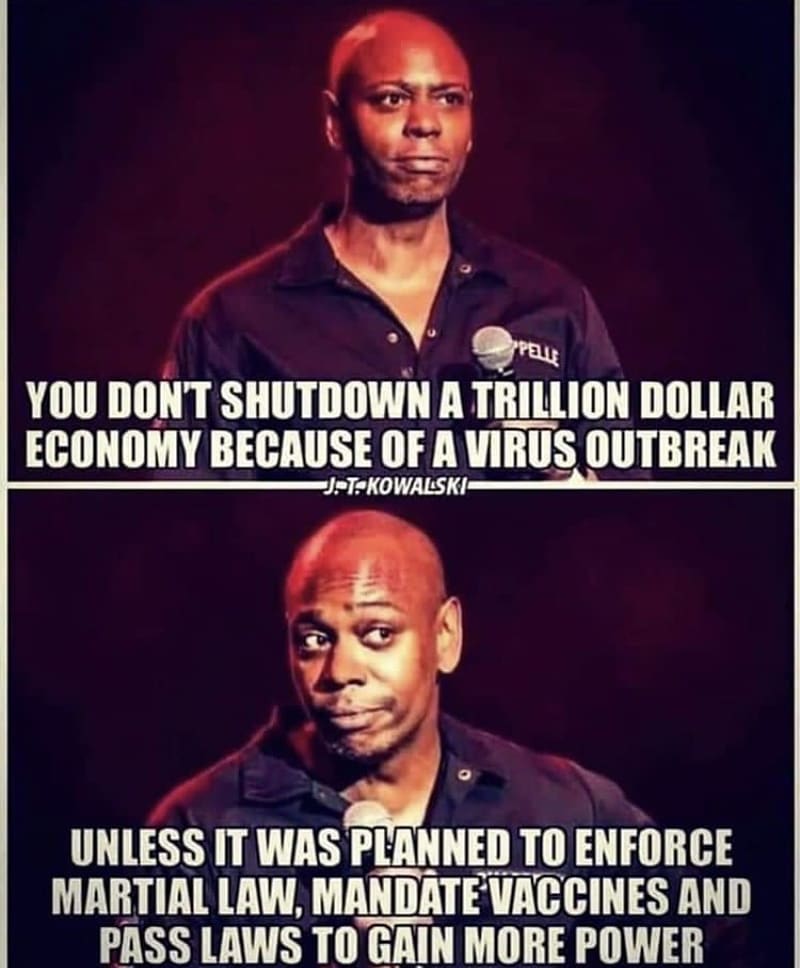 PPELLE
YOU DON'T SHUTDOWN A TRILLION DOLLAR
ECONOMY BECAUSE OF A VIRUS OUTBREAK
J. T. KOWALSKI
UNLESS IT WAS PLANNED TO ENFORCE
MARTIAL LAW, MANDATE VACCINES AND
PASS LAWS TO GAIN MORE POWER